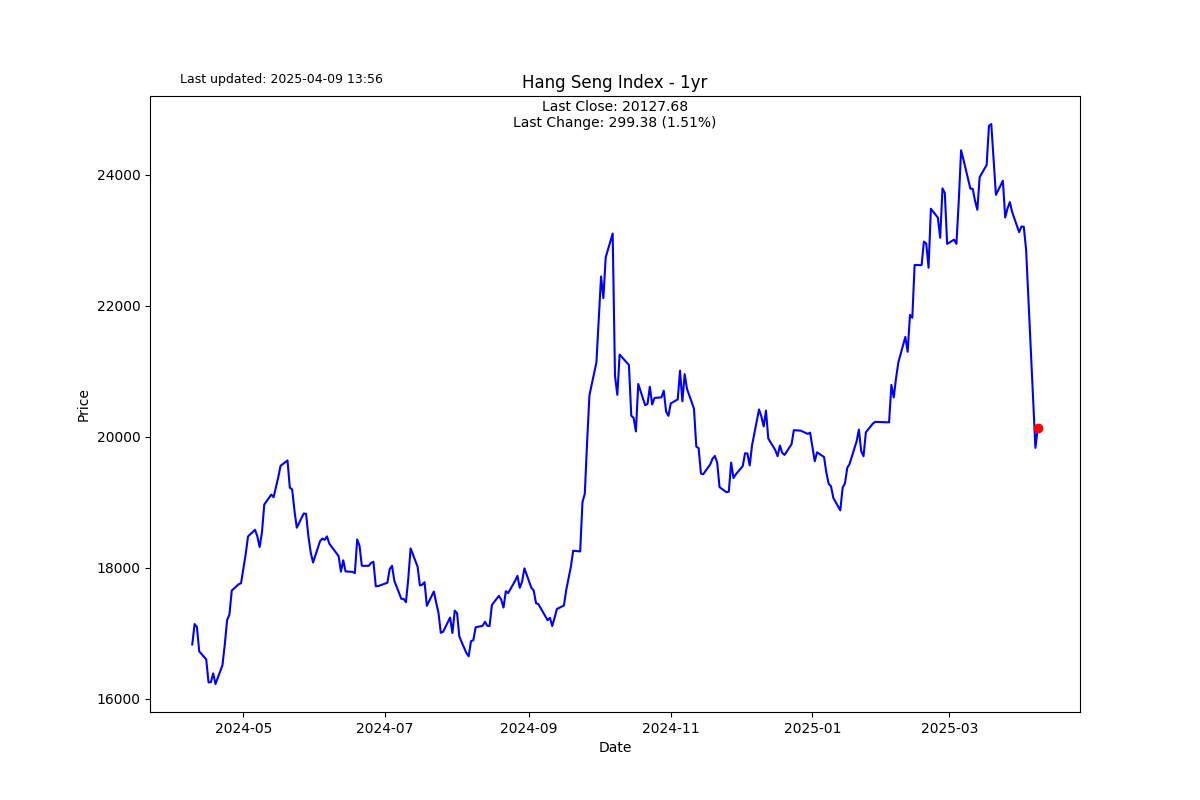 Last updated: 2025-04-09 13:56
Hang Seng Index - 1yr
Last Close: 20127.68
Last Change: 299.38 (1.51%)
24000
22000
20000
18000
16000
Price
2024-05
2024-07
2024-09
2024-11
2025-01
2025-03
Date